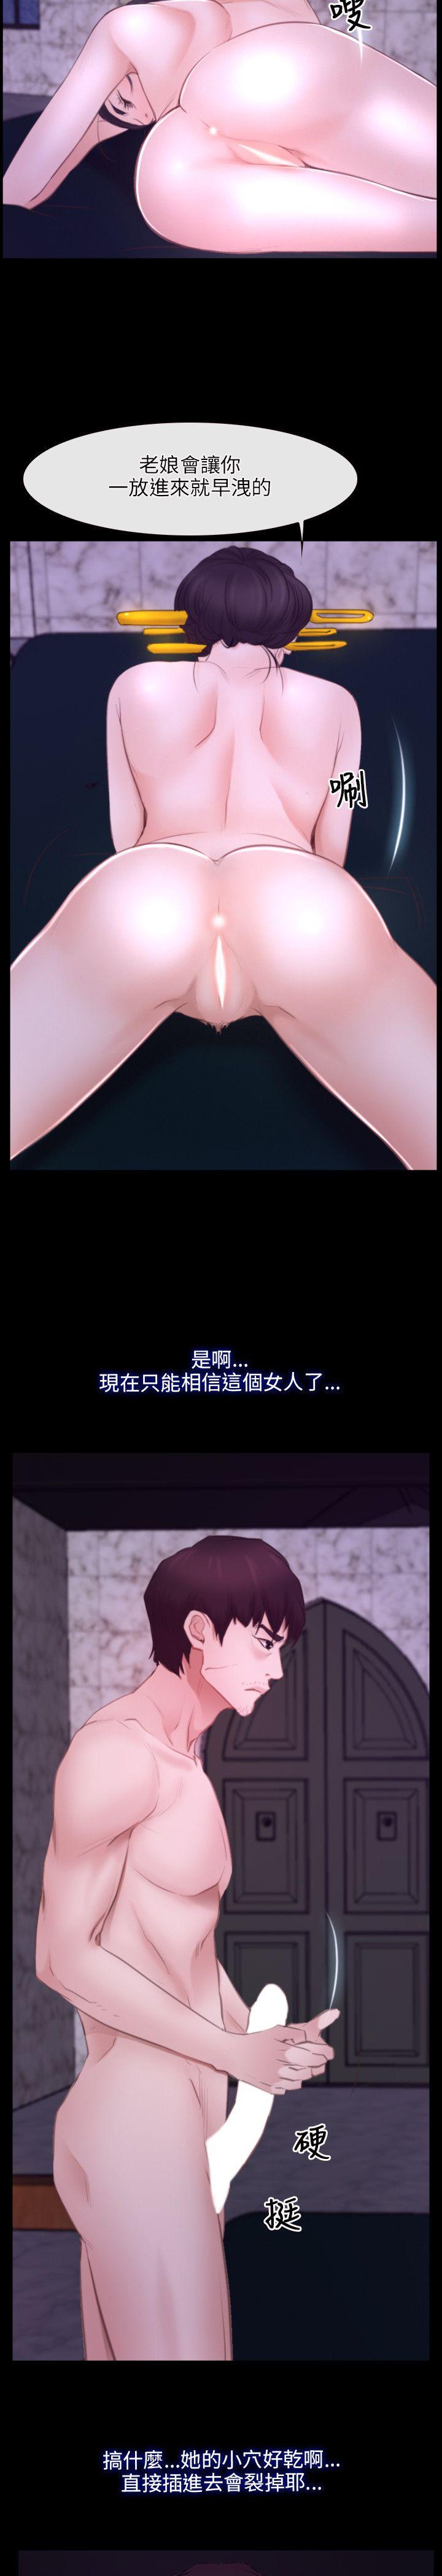 嗖
老娘會讓你
一放進來就早洩的
唰
是啊...
現在只能相信這個女人了...
硬
挺
搞什麼...她的小穴好乾啊...
直接插進去會裂掉耶...